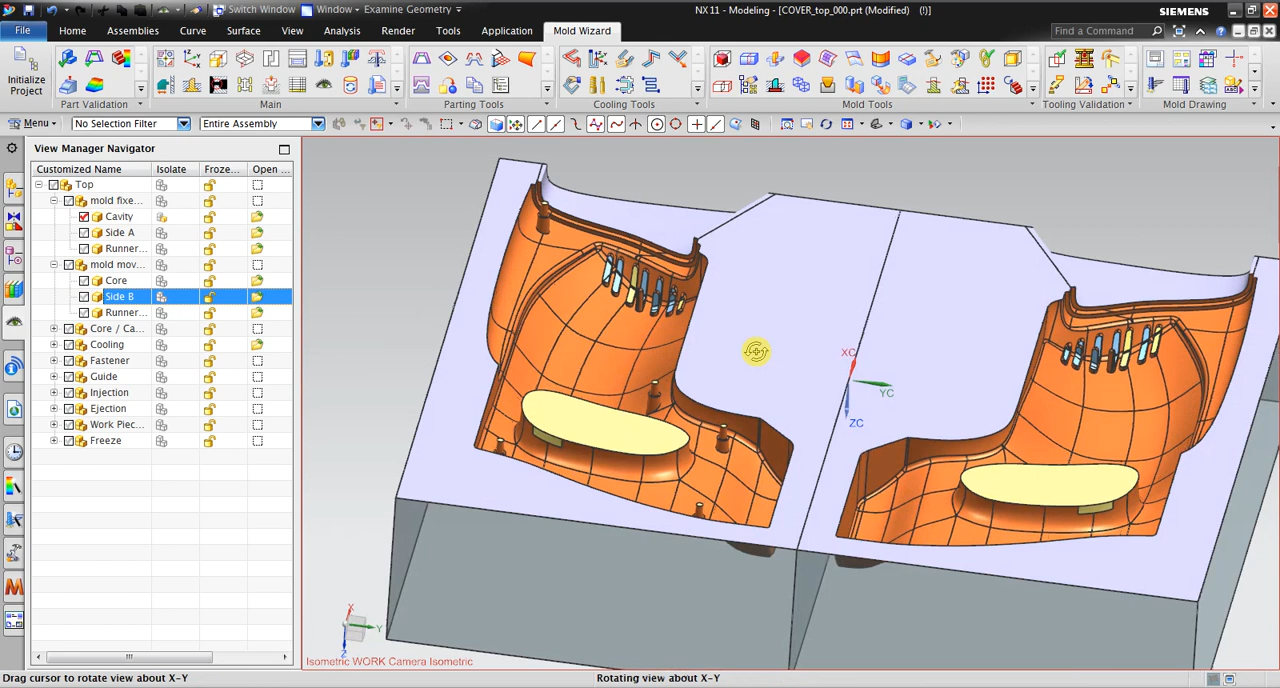 Switch Window Window Examine Geometry
NX 11 - Modeling - [COVER_top_000.prt (Modified) (!)]
SIEMENS
File Home Assemblies Curve Surface View Analysis Render Tools Application Mold Wizard
Find a Command
Initialize
Project
Part Validation Main Parting Tools Cooling Tools Mold Tools Tooling Validation Mold Drawing
Menu No Selection Filter Entire Assembly
View Manager Navigator
Customized Name Isolate Froze... Open ...
Top
mold fixe...
Cavity
Side A
Runner...
mold mov...
Core
Side B
Runner...
Core / Ca...
Cooling
Fastener
Guide
Injection
Ejection
Work Piec...
Freeze
XC
YC
ZC
X
Y
Z
Isometric WORK Camera Isometric
Drag cursor to rotate view about X-Y
Rotating view about X-Y